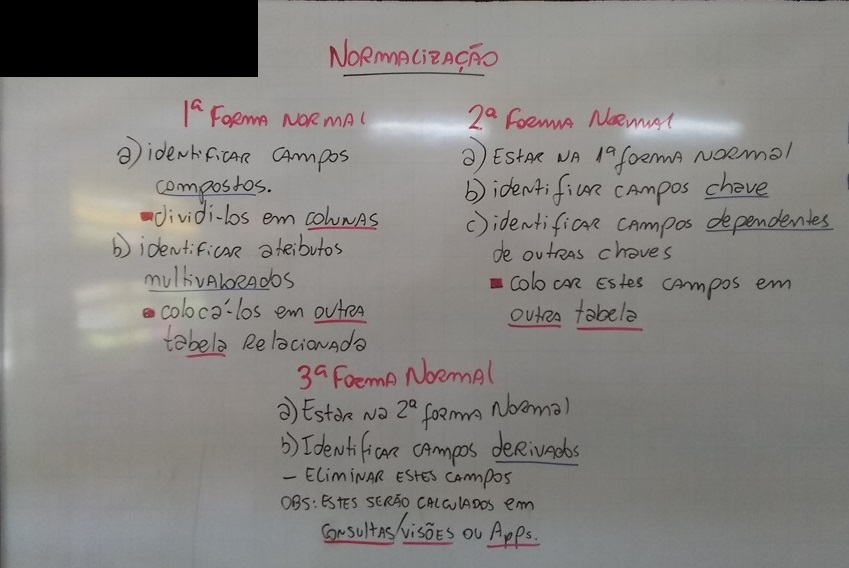 NORMALIZAÇÃO
1ª FORMA NORMAL
a) identificar campos
compostos.
dividi-los em colunas
b) identificar atributos
multivalorados
colocá-los em outra
tabela relacionada
2ª FORMA NORMAL
a) Estar na 1ª forma normal
b) identificar campos chave
c) identificar campos dependentes
de outras chaves
colocar estes campos em
outra tabela
3ª FORMA NORMAL
a) Estar na 2ª forma Normal
b) Identificar campos derivados
- Eliminar estes campos
OBS: Estes serão calculados em
consultas/visões ou Apps.